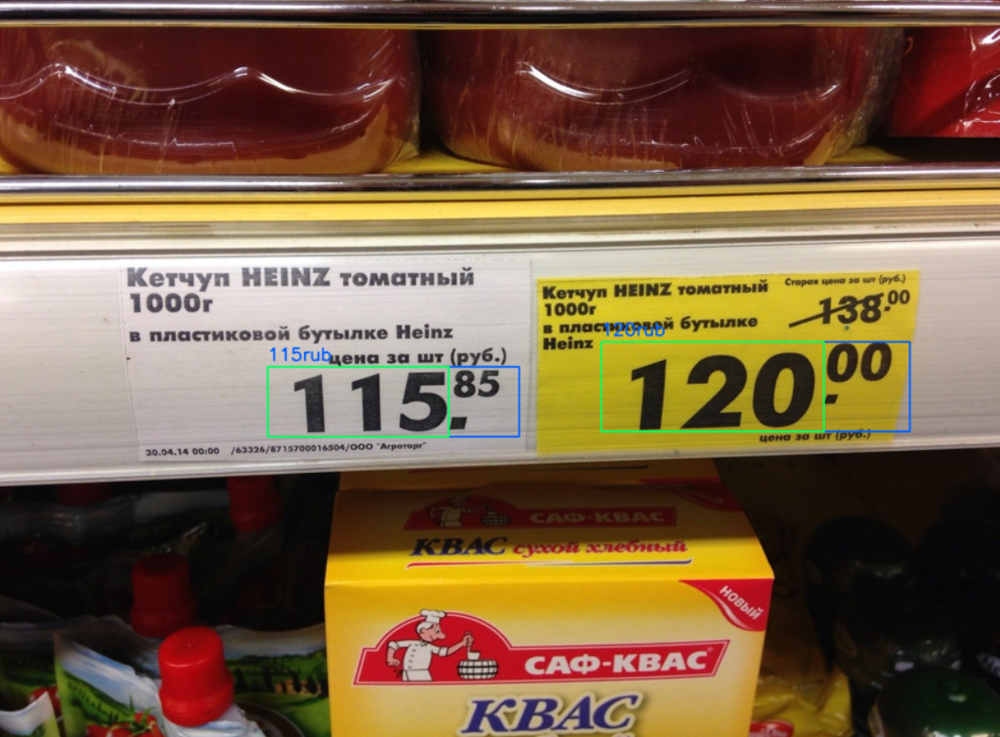 Кетчуп HEINZ томатный
1000г
в пластиковой бутылке Heinz
115rub
цена за шт (руб.)
115.85
30.04.14 00:00 /63326/8715700016504/ООО "Агроторг"
Старая цена за шт (руб.)
138.00
Кетчуп HEINZ томатный
1000г
в пластиковой бутылке
Heinz
120rub
120.00
цена за шт (руб.)
САФ-КВАС
КВАС сухой хлебный
НОВЫЙ
САФ-КВАС
КВАС